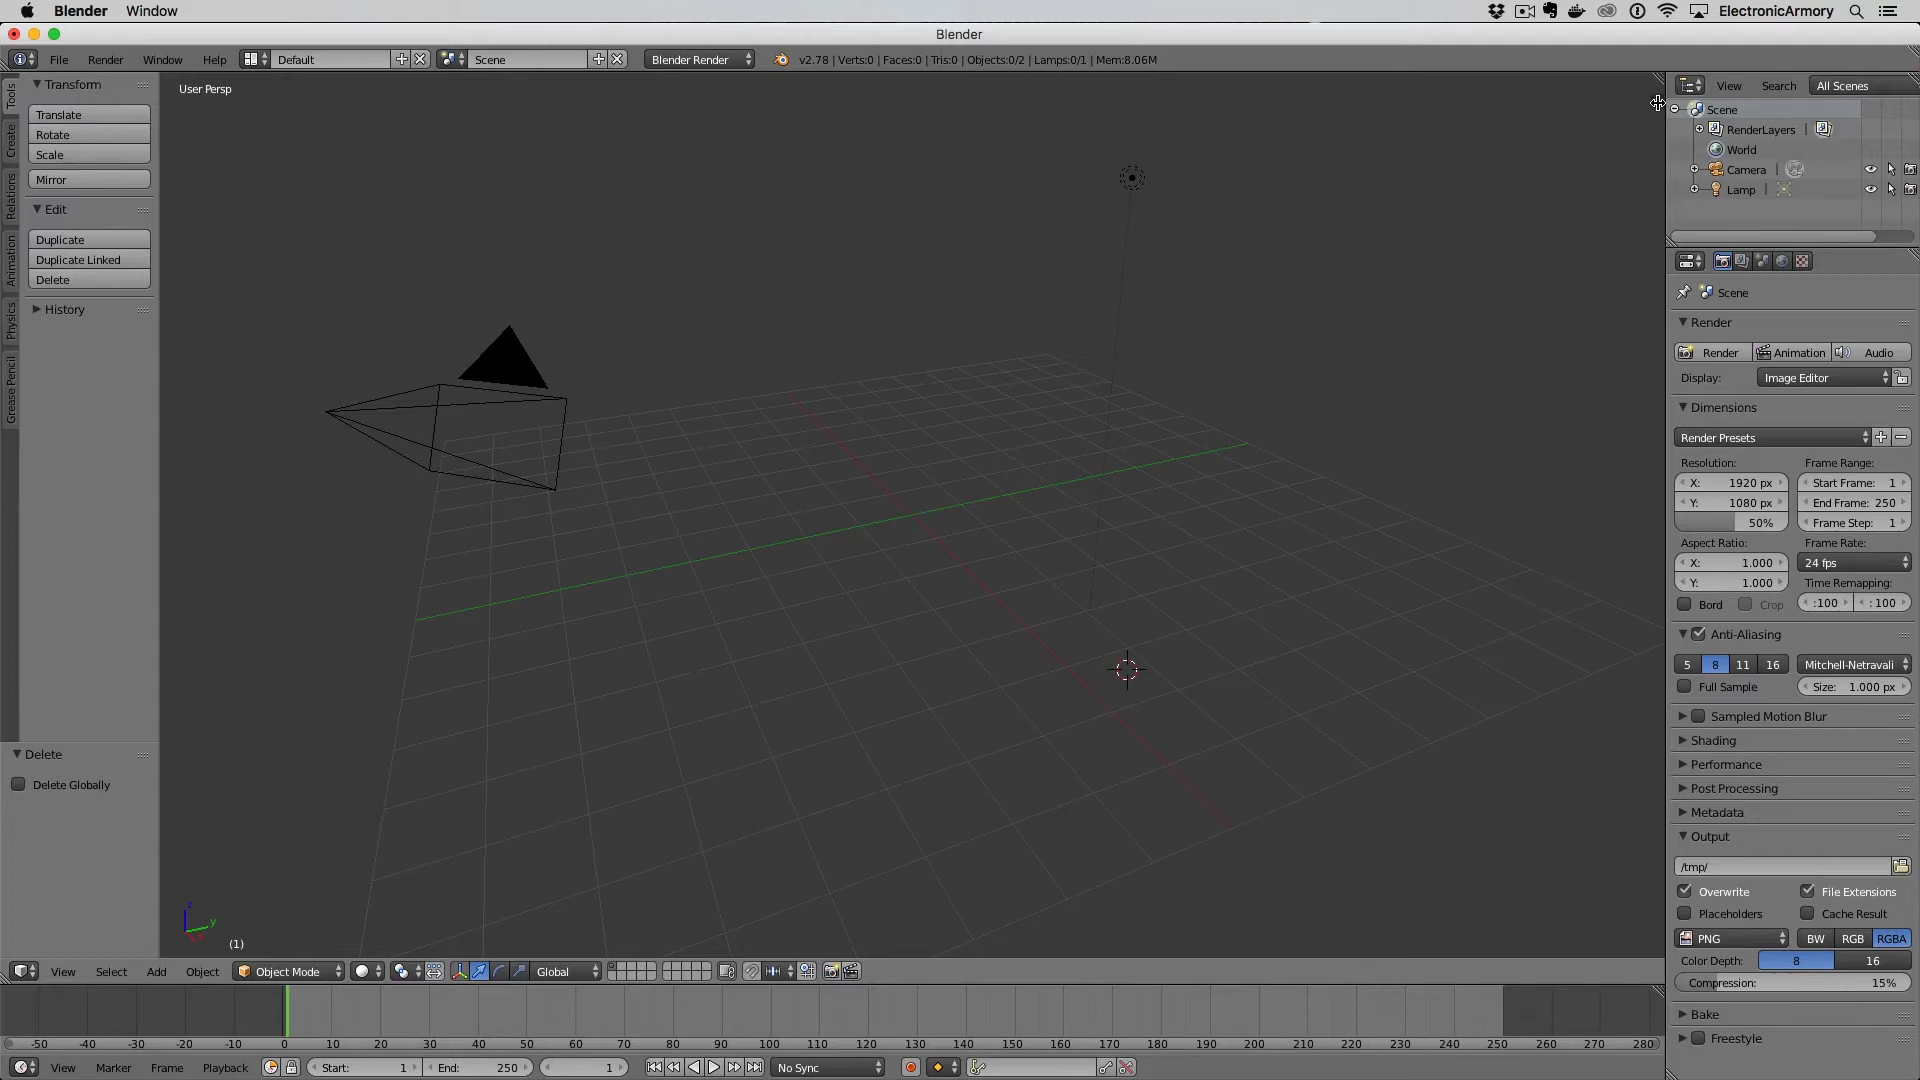 Blender Window ElectronicArmory
Blender
File Render Window Help Default Scene Blender Render v2.78 | Verts:0 | Faces:0 | Tris:0 | Objects:0/2 | Lamps:0/1 | Mem:8.06M
Tools
Create
Relations
Animation
Physics
Grease Pencil
Transform
Translate
Rotate
Scale
Mirror
Edit
Duplicate
Duplicate Linked
Delete
History
Delete
Delete Globally
User Persp
z
y
x
(1)
View Select Add Object Object Mode Global
-50 -40 -30 -20 -10 0 10 20 30 40 50 60 70 80 90 100 110 120 130 140 150 160 170 180 190 200 210 220 230 240 250 260 270 280
View Marker Frame Playback Start: 1 End: 250 1 No Sync
View Search All Scenes
Scene
RenderLayers |
World
Camera |
Lamp |
Scene
Render
Render Animation Audio
Display: Image Editor
Dimensions
Render Presets
Resolution: Frame Range:
X: 1920 px Start Frame: 1
Y: 1080 px End Frame: 250
50% Frame Step: 1
Aspect Ratio: Frame Rate:
X: 1.000 24 fps
Y: 1.000 Time Remapping:
Bord Crop :100 : 100
Anti-Aliasing
5 8 11 16 Mitchell-Netravali
Full Sample Size: 1.000 px
Sampled Motion Blur
Shading
Performance
Post Processing
Metadata
Output
/tmp/
Overwrite File Extensions
Placeholders Cache Result
PNG BW RGB RGBA
Color Depth: 8 16
Compression: 15%
Bake
Freestyle